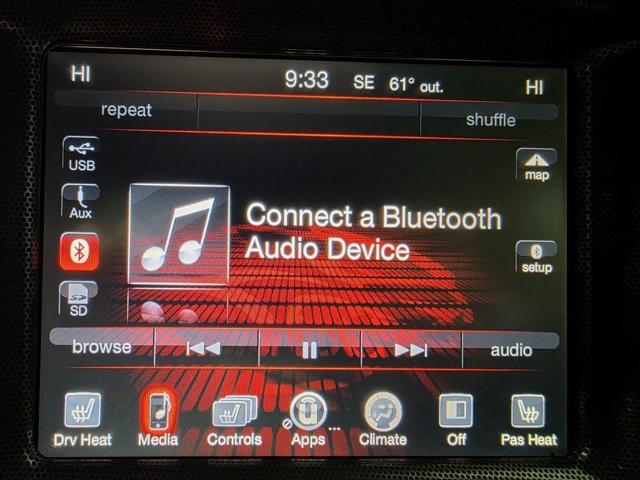 HI 9:33 SE 61° out. HI
repeat shuffle
USB
map
Aux
Connect a Bluetooth
Audio Device
setup
SD
browse audio
Drv Heat Media Controls Apps ... Climate Off Pas Heat